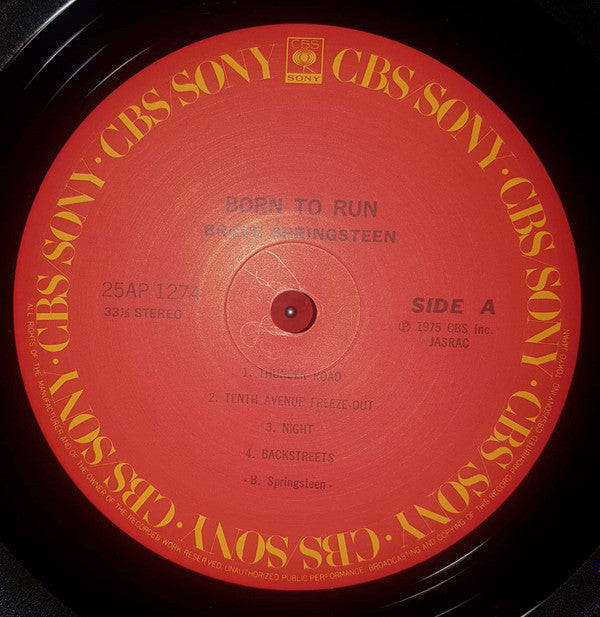 CBS
SONY
CBS/SONY · CBS/SONY · CBS/SONY · CBS/SONY · CBS/SONY · CBS/SONY · CBS/SONY · CBS/SONY
BORN TO RUN
BRUCE SPRINGSTEEN
25AP 1274
33⅓ STEREO
SIDE A
Ⓟ 1975 CBS Inc.
JASRAC
1. THUNDER ROAD
2. TENTH AVENUE FREEZE-OUT
3. NIGHT
4. BACKSTREETS
· B. Springsteen ·
ALL RIGHTS OF THE MANUFACTURER AND OF THE OWNER OF THE RECORDED WORK RESERVED. UNAUTHORIZED PUBLIC PERFORMANCE, BROADCASTING AND COPYING OF THIS RECORD PROHIBITED CBS/SONY INC. TOKYO JAPAN